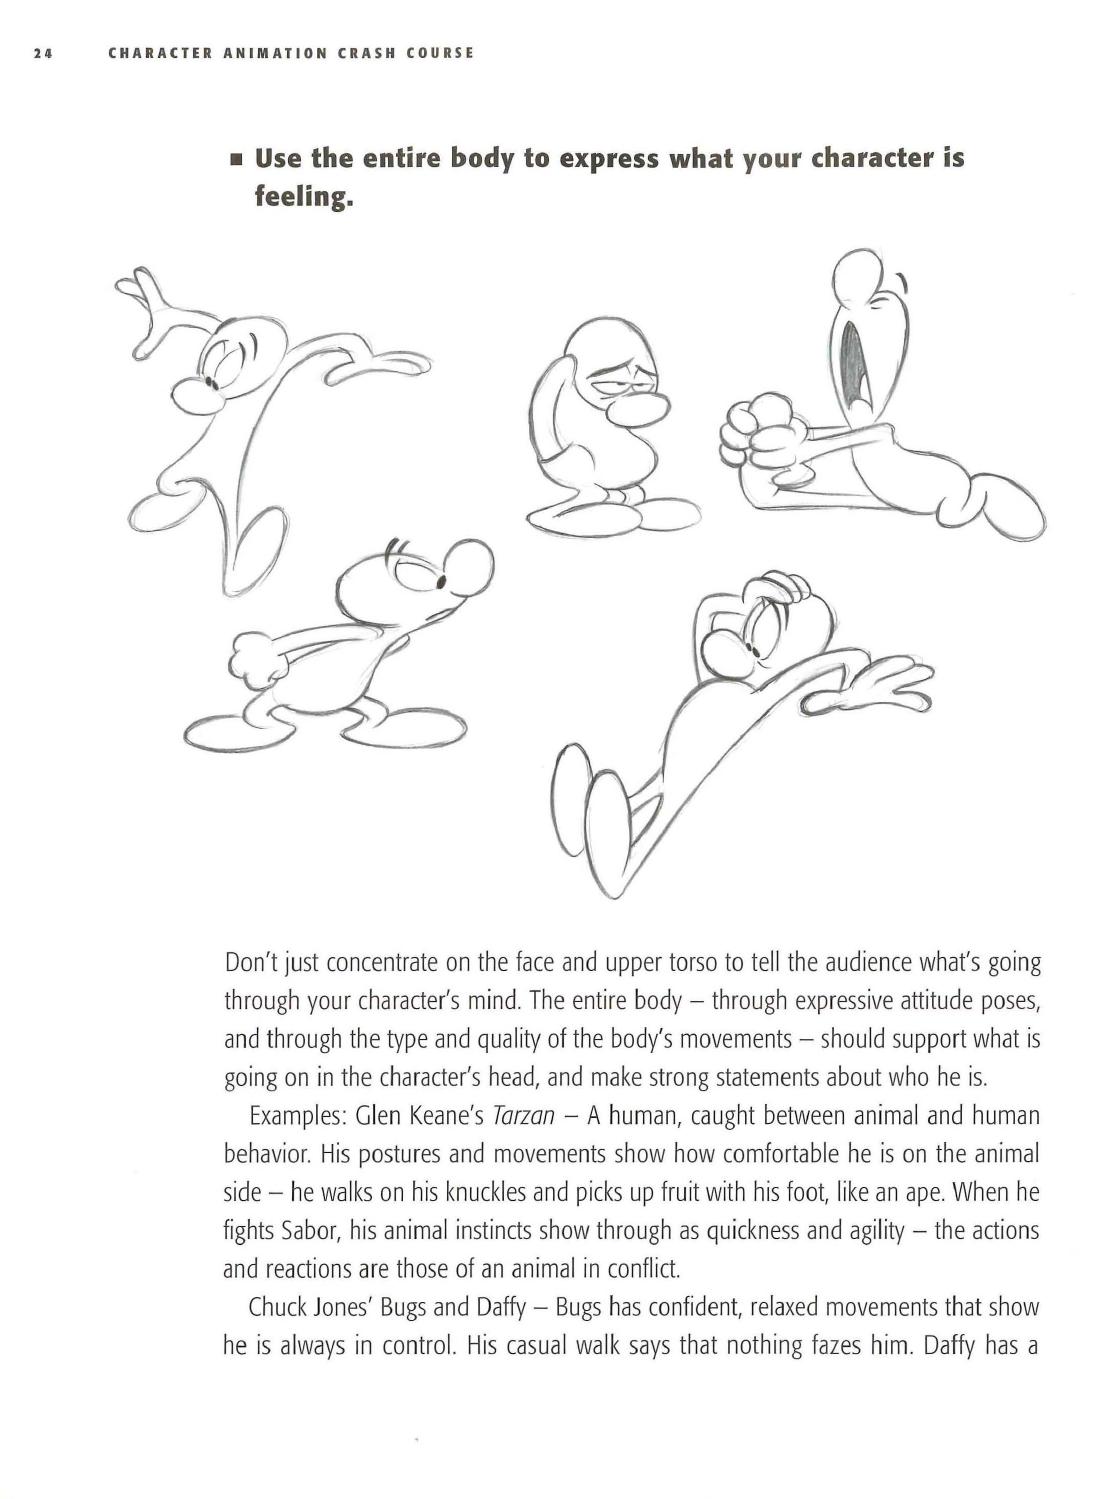 24 CHARACTER ANIMATION CRASH COURSE
▪ Use the entire body to express what your character is
feeling.
Don't just concentrate on the face and upper torso to tell the audience what's going
through your character's mind. The entire body – through expressive attitude poses,
and through the type and quality of the body's movements – should support what is
going on in the character's head, and make strong statements about who he is.
Examples: Glen Keane's Tarzan – A human, caught between animal and human
behavior. His postures and movements show how comfortable he is on the animal
side – he walks on his knuckles and picks up fruit with his foot, like an ape. When he
fights Sabor, his animal instincts show through as quickness and agility – the actions
and reactions are those of an animal in conflict.
Chuck Jones' Bugs and Daffy – Bugs has confident, relaxed movements that show
he is always in control. His casual walk says that nothing fazes him. Daffy has a